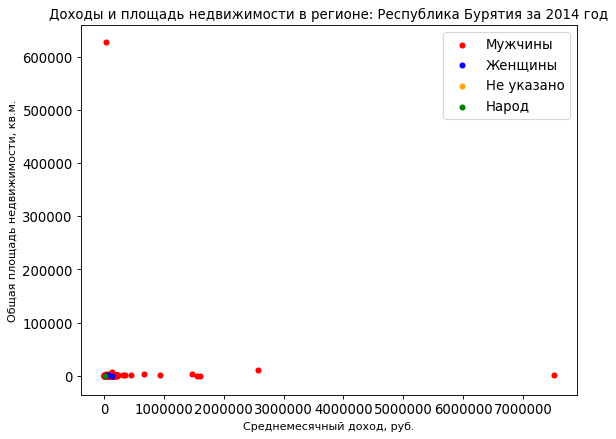 Доходы и площадь недвижимости в регионе: Республика Бурятия за 2014 год
Мужчины
Женщины
Не указано
Народ
Общая площадь недвижимости, кв.м.
600000
500000
400000
300000
200000
100000
0
0 1000000 2000000 3000000 4000000 5000000 6000000 7000000
Среднемесячный доход, руб.